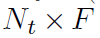 N_t × F